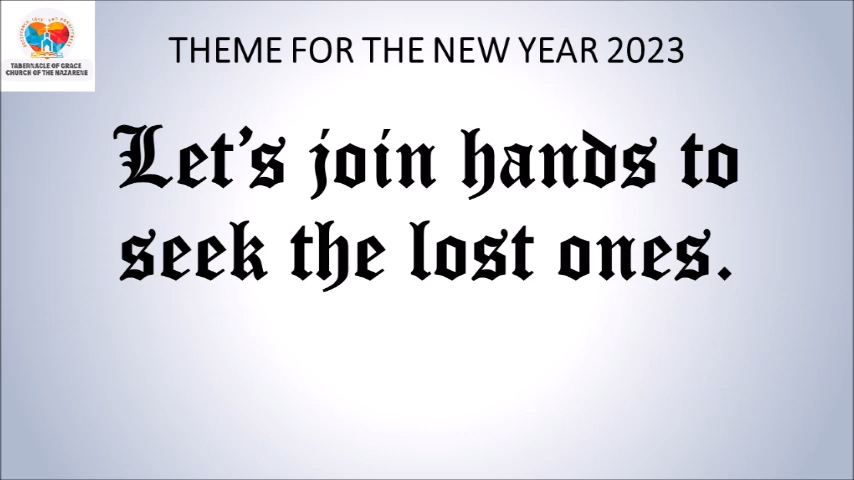 TABERNACLE OF GRACE
CHURCH OF THE NAZARENE
THEME FOR THE NEW YEAR 2023
Let's join hands to
seek the lost ones.